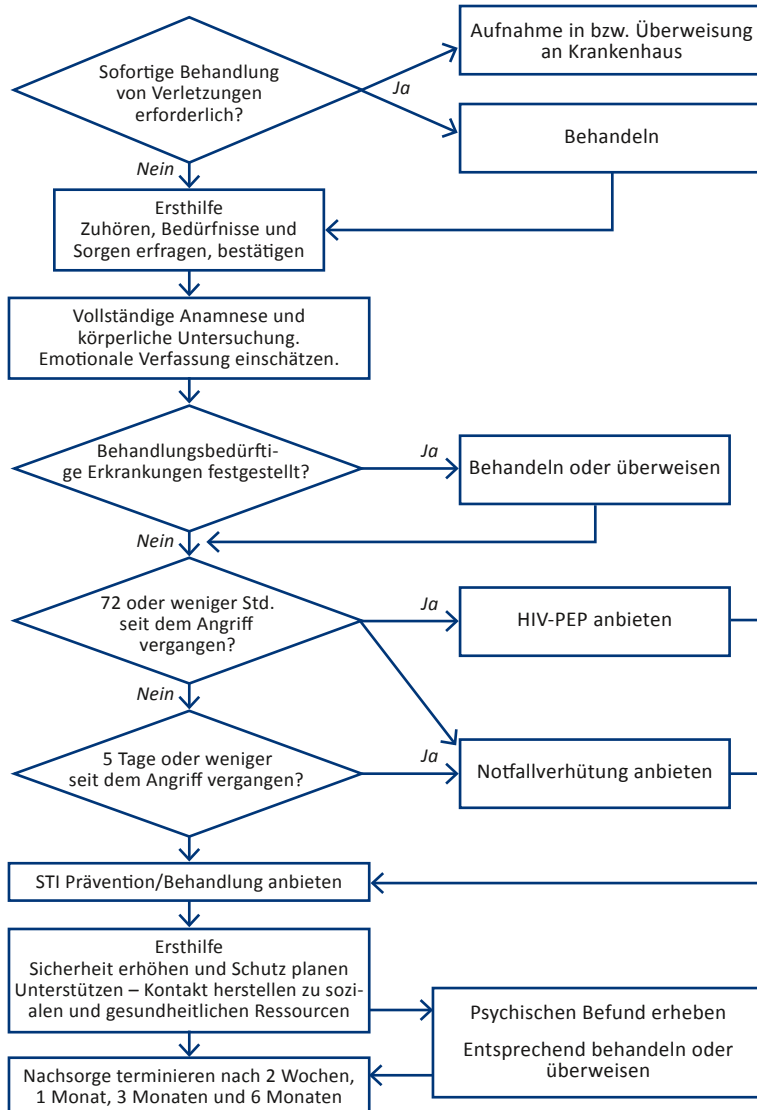 Sofortige Behandlung
von Verletzungen
erforderlich?
Ja
Aufnahme in bzw. Überweisung
an Krankenhaus
Behandeln
Nein
Ersthilfe
Zuhören, Bedürfnisse und
Sorgen erfragen, bestätigen
Vollständige Anamnese und
körperliche Untersuchung.
Emotionale Verfassung einschätzen.
Behandlungsbedürfti-
ge Erkrankungen festgestellt?
Ja
Behandeln oder überweisen
Nein
72 oder weniger Std.
seit dem Angriff
vergangen?
Ja
HIV-PEP anbieten
Nein
5 Tage oder weniger
seit dem Angriff vergangen?
Ja
Notfallverhütung anbieten
STI Prävention/Behandlung anbieten
Ersthilfe
Sicherheit erhöhen und Schutz planen
Unterstützen – Kontakt herstellen zu sozi-
alen und gesundheitlichen Ressourcen
Psychischen Befund erheben
Entsprechend behandeln oder
überweisen
Nachsorge terminieren nach 2 Wochen,
1 Monat, 3 Monaten und 6 Monaten